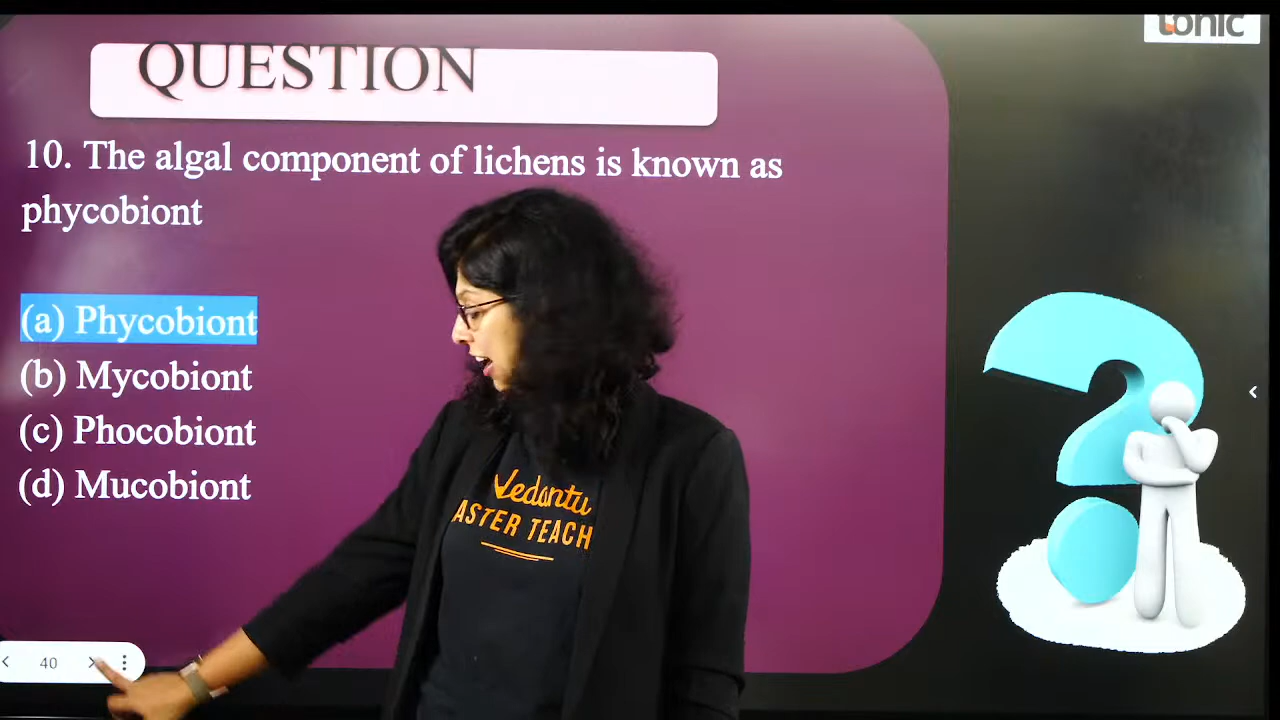 tonic
QUESTION
10. The algal component of lichens is known as
phycobiont
(a) Phycobiont
(b) Mycobiont
(c) Phocobiont
(d) Mucobiont
Vedantu
ASTER TEACH
40